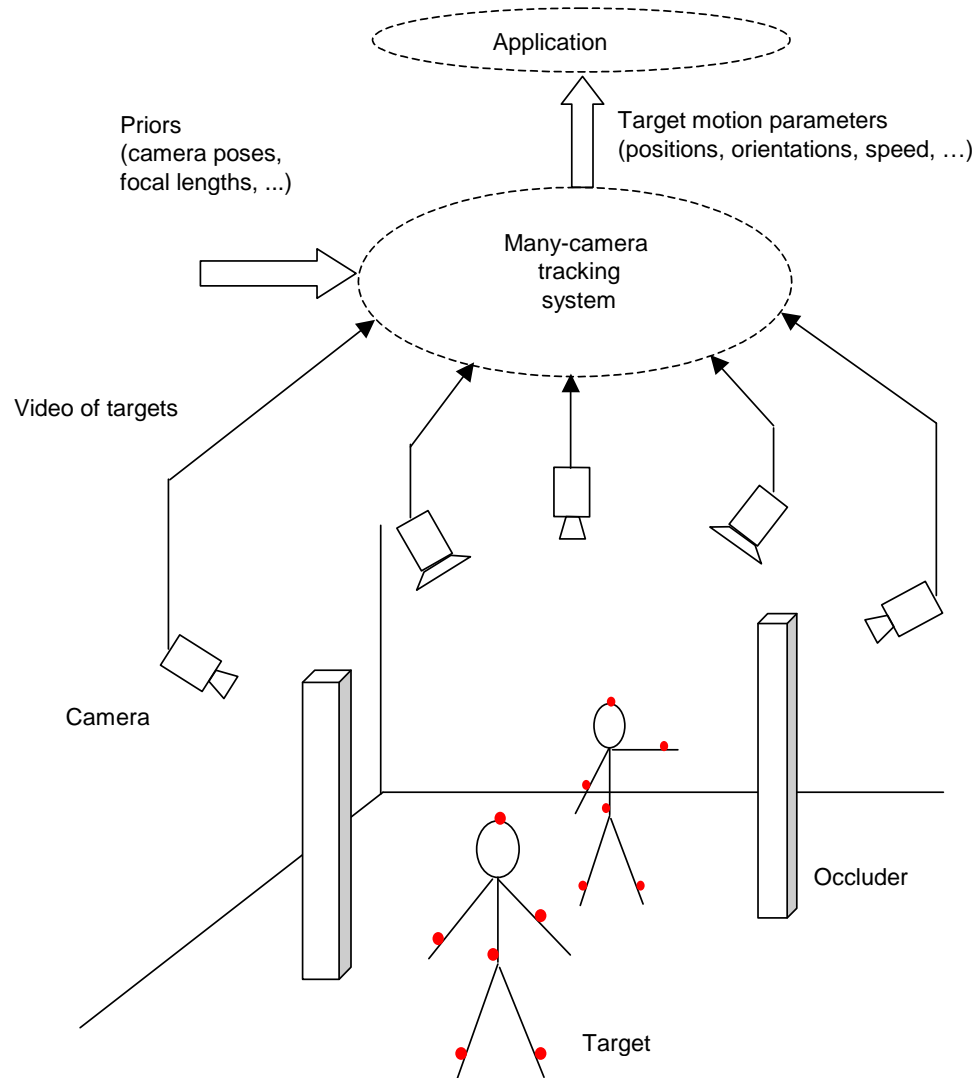 Application
Priors
(camera poses,
focal lengths, ...)
Target motion parameters
(positions, orientations, speed, …)
Many-camera
tracking
system
Video of targets
Camera
Occluder
Target